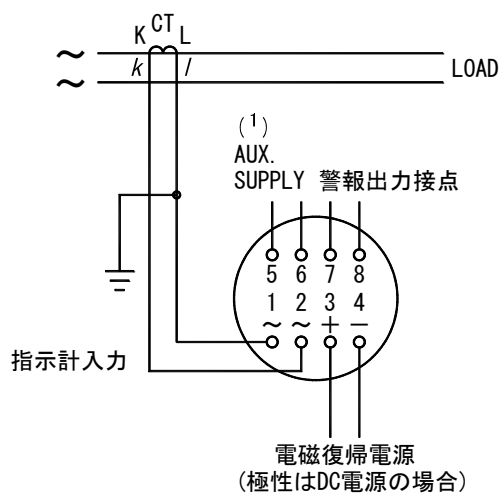 K CT L
～
k l
～
LOAD
(1)
AUX.
SUPPLY 警報出力接点
5 6 7 8
1 2 3 4
～ ～ + −
指示計入力
電磁復帰電源
(極性はDC電源の場合)